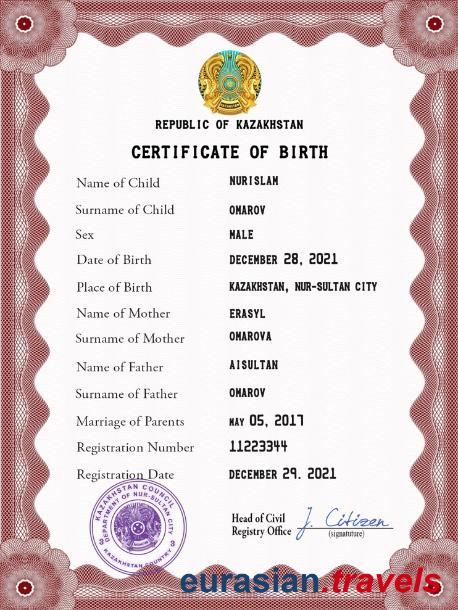 REPUBLIC OF KAZAKHSTAN
CERTIFICATE OF BIRTH
Name of Child NURISLAM
Surname of Child OMAROV
Sex MALE
Date of Birth DECEMBER 28, 2021
Place of Birth KAZAKHSTAN, NUR-SULTAN CITY
Name of Mother ERASYL
Surname of Mother OMAROVA
Name of Father AISULTAN
Surname of Father OMAROV
Marriage of Parents MAY 05, 2017
Registration Number 11223344
Registration Date DECEMBER 29. 2021
KAZAKHSTAN COUNCIL
DEPARTMENT OF NUR-SULTAN CITY
KAZAKHSTAN COUNTRY
3 3
Head of Civil
Registry Office J. Citizen
(signatuture)
eurasian.travels